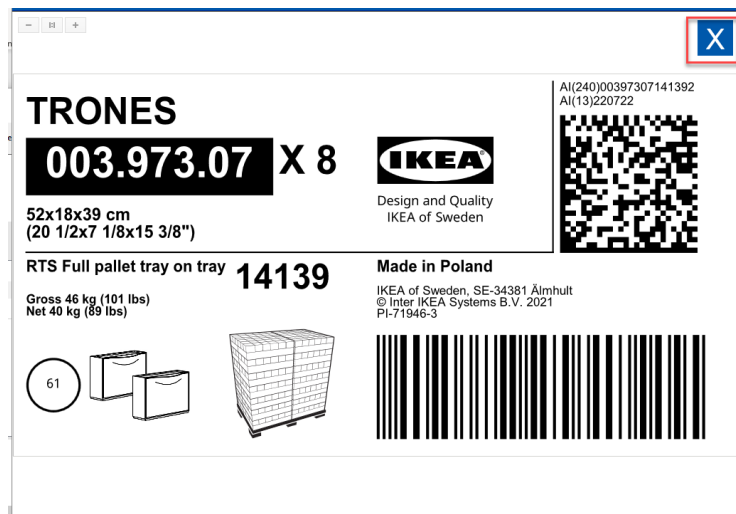 X
AI(240)00397307141392
AI(13)220722
TRONES
003.973.07 X 8
IKEA
Design and Quality
IKEA of Sweden
52x18x39 cm
(20 1/2x7 1/8x15 3/8")
RTS Full pallet tray on tray 14139
Gross 46 kg (101 lbs)
Net 40 kg (89 lbs)
Made in Poland
IKEA of Sweden, SE-34381 Älmhult
© Inter IKEA Systems B.V. 2021
PI-71946-3
61